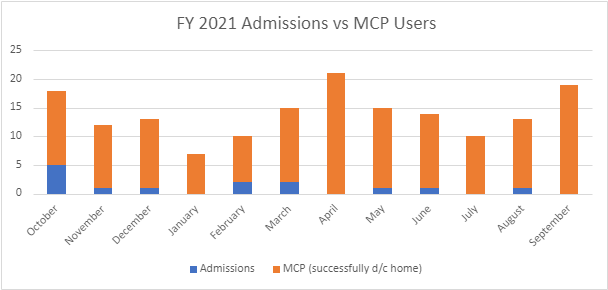 FY 2021 Admissions vs MCP Users
25
20
15
10
5
0
October
November
December
January
February
March
April
May
June
July
August
September
Admissions
MCP (successfully d/c home)